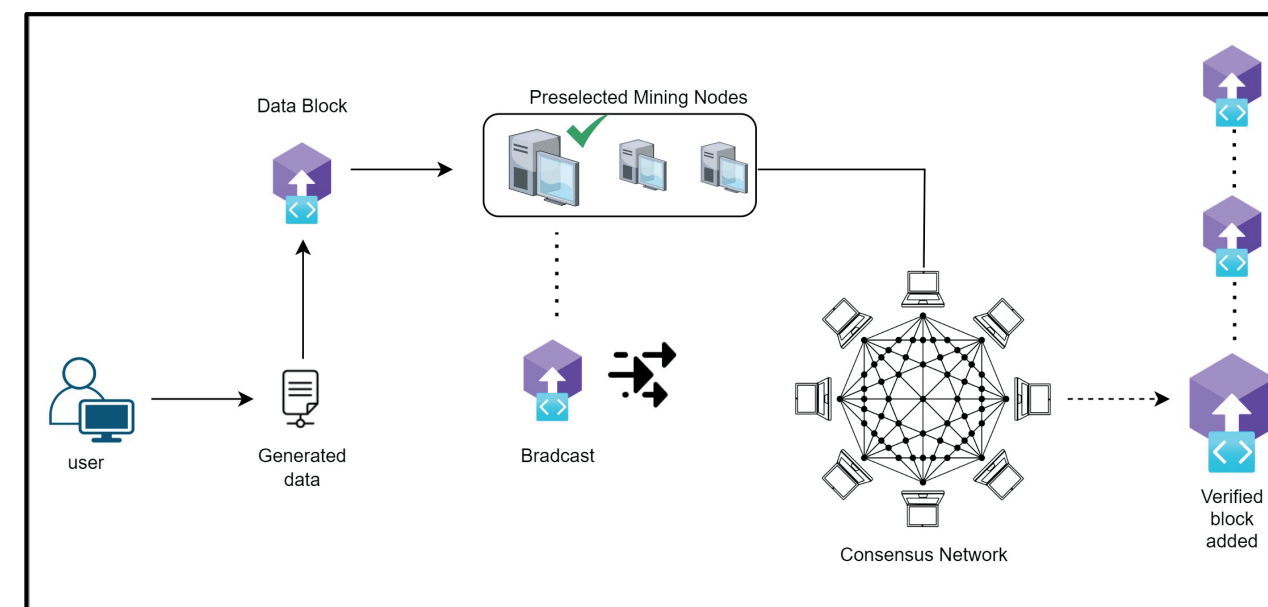 Preselected Mining Nodes
Data Block
user
Generated
data
Bradcast
Consensus Network
Verified
block
added